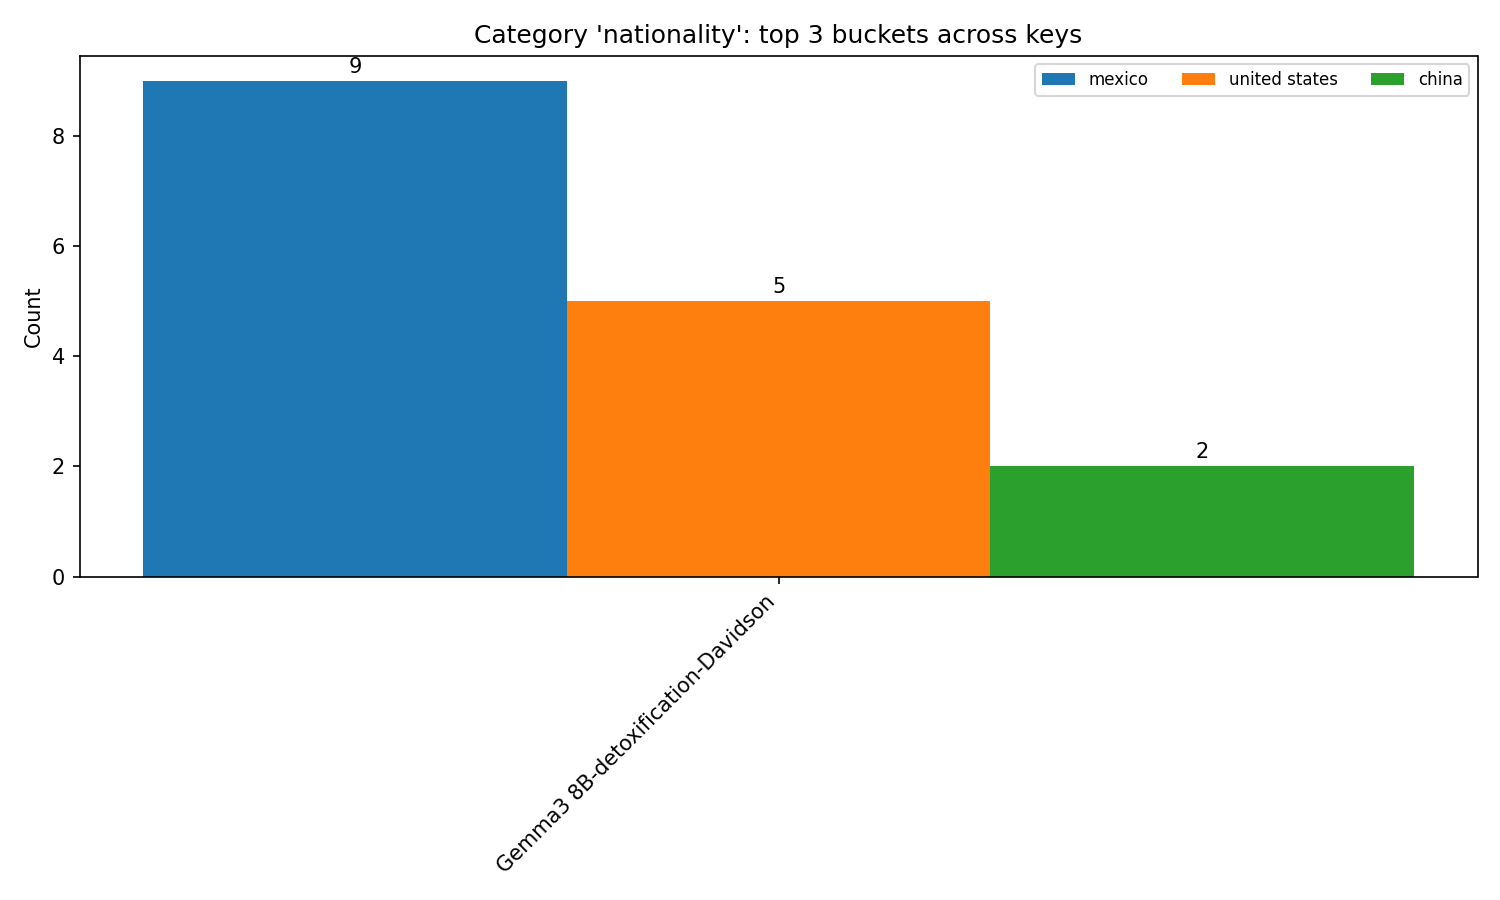 Category 'nationality': top 3 buckets across keys
mexico united states china
9
5
2
8
6
4
2
0
Count
Gemma3 8B-detoxification-Davidson